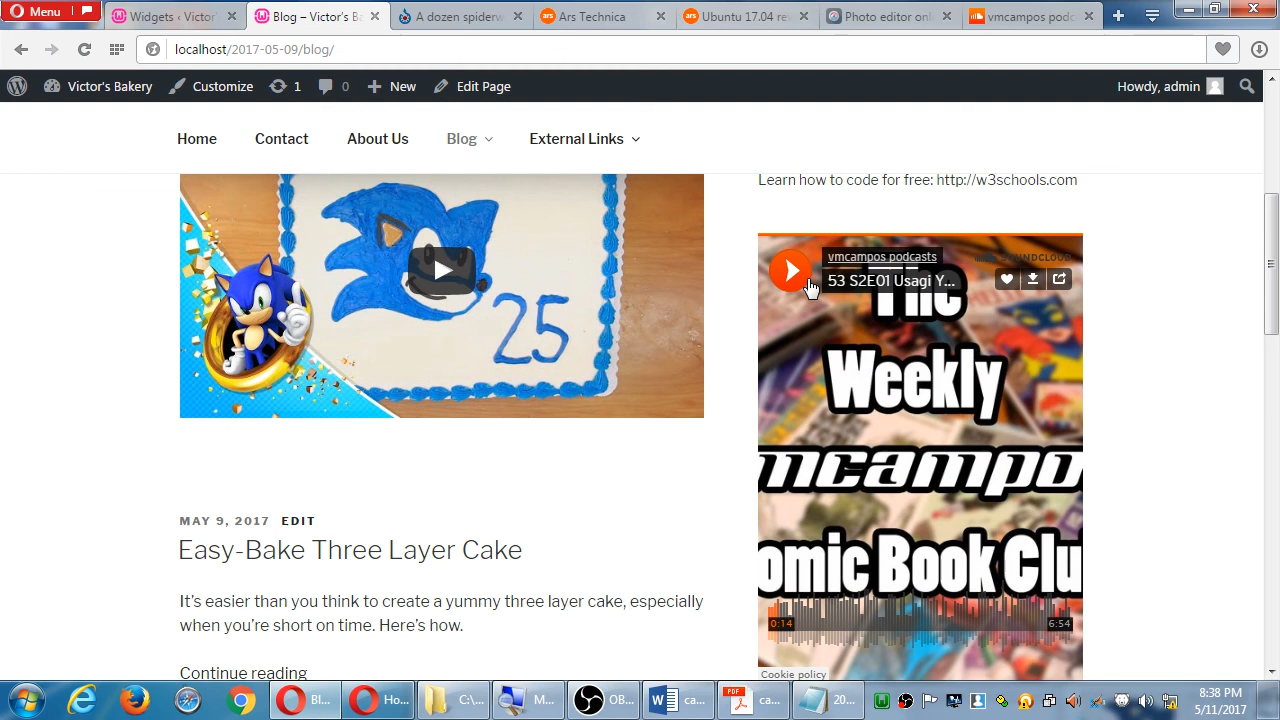 Menu
Widgets ‹ Victor'
Blog – Victor's B
A dozen spiderw
Ars Technica
Ubuntu 17.04 rev
Photo editor onli
vmcampos pod
localhost/2017-05-09/blog/
Victor's Bakery
Customize
1
0
New
Edit Page
Howdy, admin
Home
Contact
About Us
Blog
External Links
Learn how to code for free: http://w3schools.com
25
vmcampos podcasts
SOUNDCLOUD
53 S2E01 Usagi Y...
The
Weekly
mcampo
omic Book Clu
0:14
6:54
Cookie policy
MAY 9, 2017 EDIT
Easy-Bake Three Layer Cake
It's easier than you think to create a yummy three layer cake, especially
when you're short on time. Here's how.
Continue reading
Bl...
Ho...
C:\...
M...
OB...
ca...
ca...
20...
8:38 PM
5/11/2017